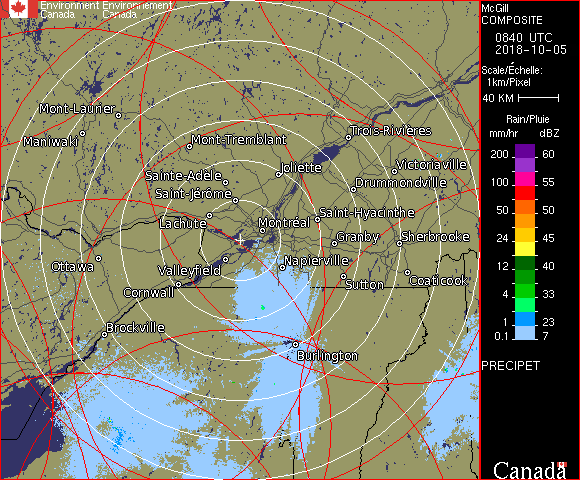 Environment Environnement
Canada Canada
McGill
COMPOSITE
0840 UTC
2018-10-05
Scale/Échelle:
1km/Pixel
40 KM
Rain/Pluie
mm/hr dBZ
200 60
100 55
50 50
24 45
12 40
4 33
1 23
0.1 7
PRECIPET
Canada
Mont-Laurier
Maniwaki
Mont-Tremblant
Trois-Rivières
Sainte-Adèle
Joliette
Victoriaville
Saint-Jérôme
Drummondville
Lachute
Montréal
Saint-Hyacinthe
Granby
Sherbrooke
Ottawa
Valleyfield
Napierville
Cornwall
Sutton
Coaticook
Brockville
Burlington